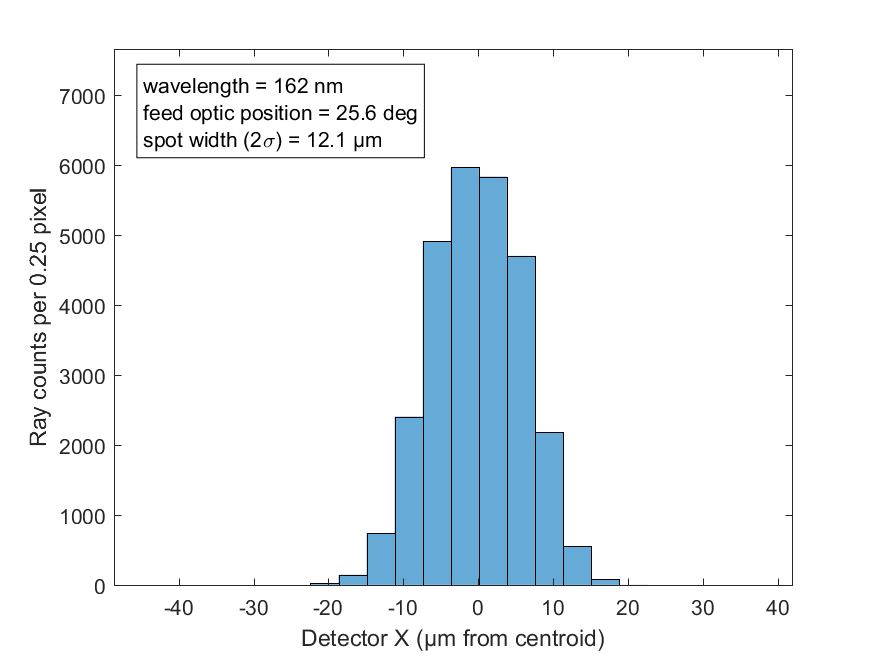 wavelength = 162 nm
feed optic position = 25.6 deg
spot width (2σ) = 12.1 µm
7000
6000
5000
4000
3000
2000
1000
0
Ray counts per 0.25 pixel
-40 -30 -20 -10 0 10 20 30 40
Detector X (µm from centroid)